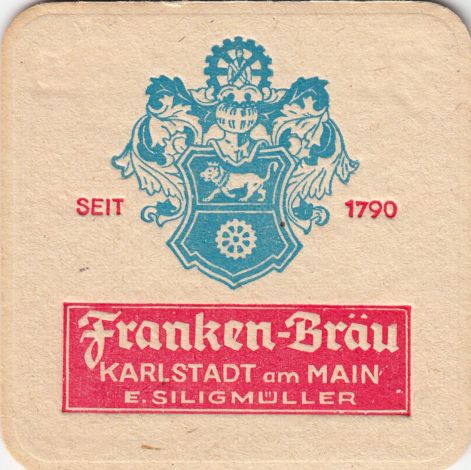 SEIT 1790
Franken-Bräu
KARLSTADT am MAIN
E. SILIGMÜLLER